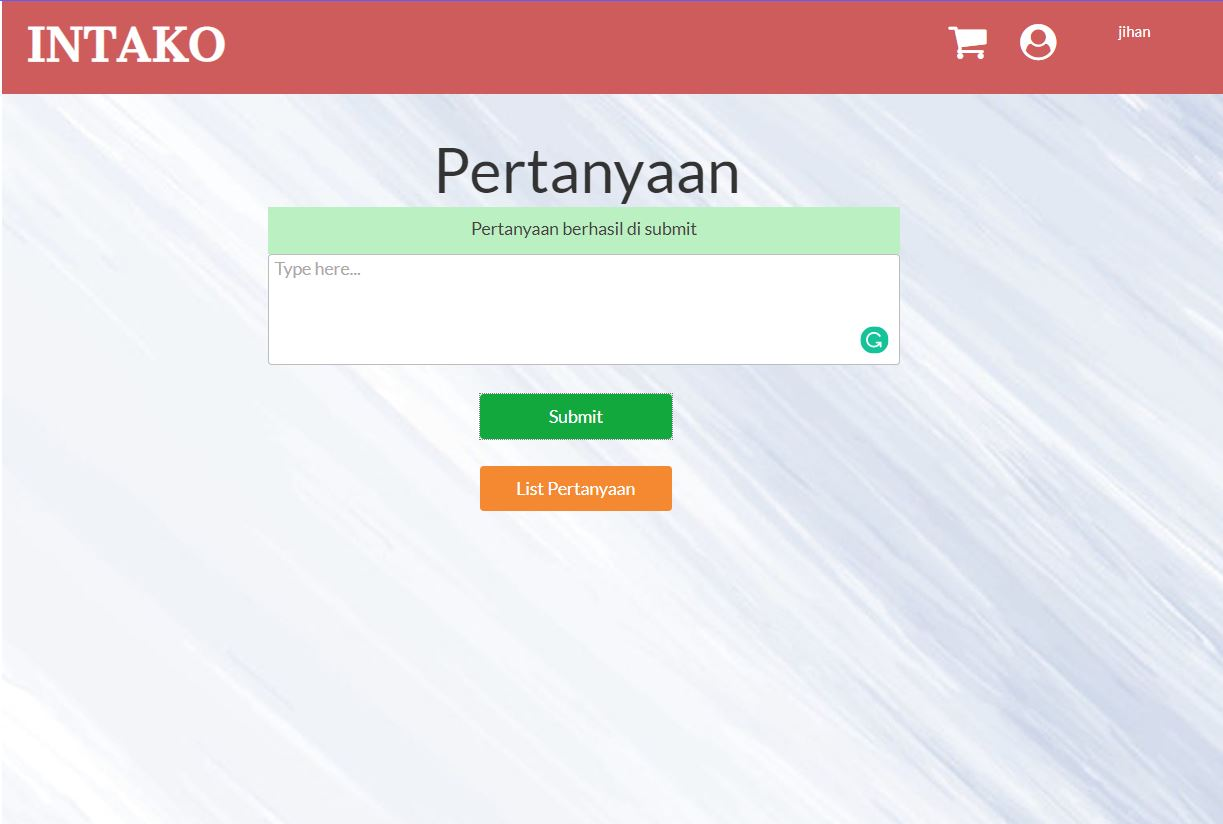 INTAKO
jihan
Pertanyaan
Pertanyaan berhasil di submit
Type here...
Submit
List Pertanyaan